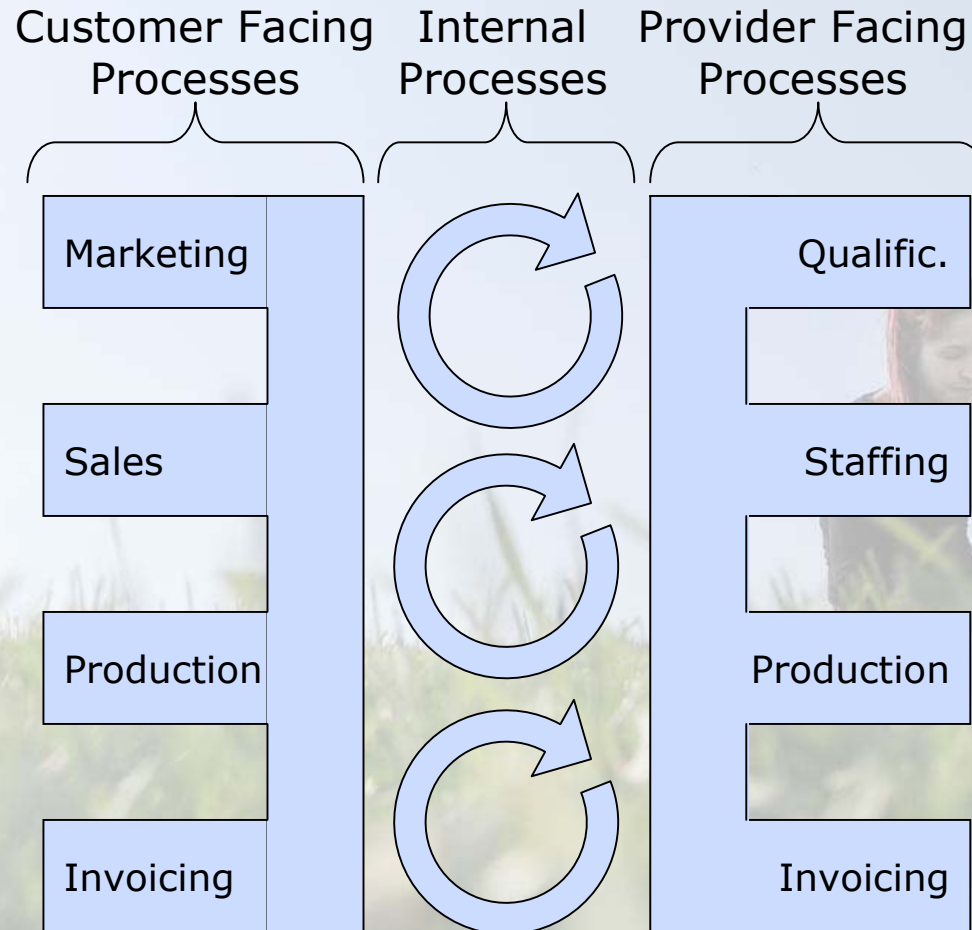 Customer Facing
Processes
Internal
Processes
Provider Facing
Processes
Marketing
Qualific.
Sales
Staffing
Production
Production
Invoicing
Invoicing